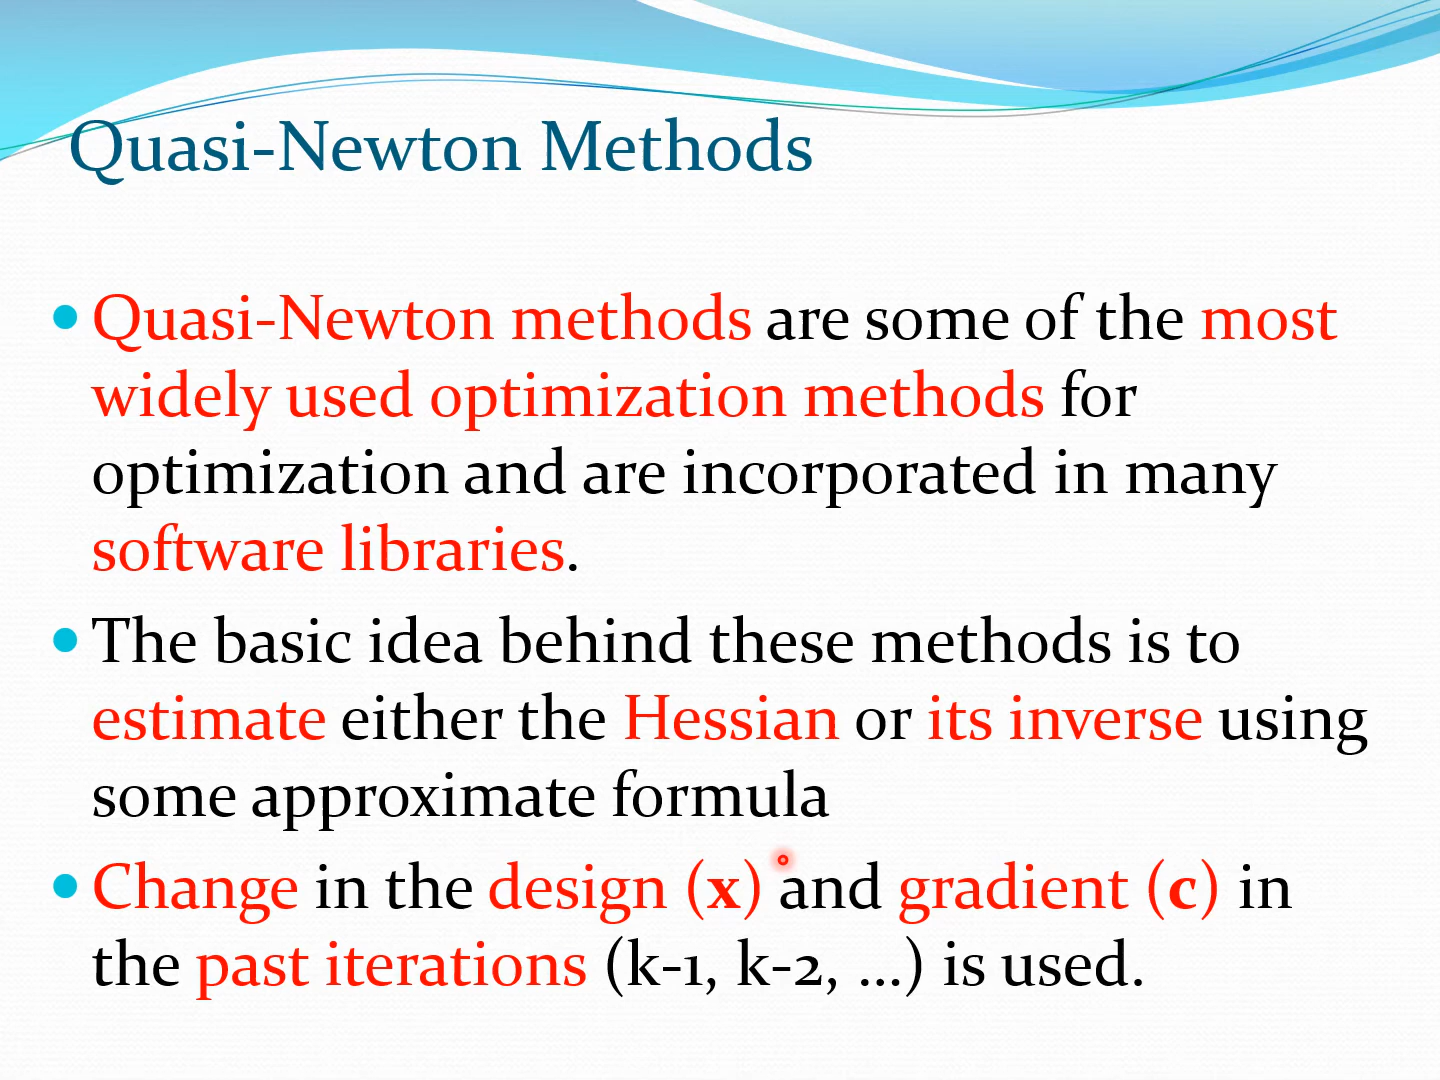 Quasi-Newton Methods
Quasi-Newton methods are some of the most
widely used optimization methods for
optimization and are incorporated in many
software libraries.
The basic idea behind these methods is to
estimate either the Hessian or its inverse using
some approximate formula
Change in the design (x) and gradient (c) in
the past iterations (k-1, k-2, ...) is used.